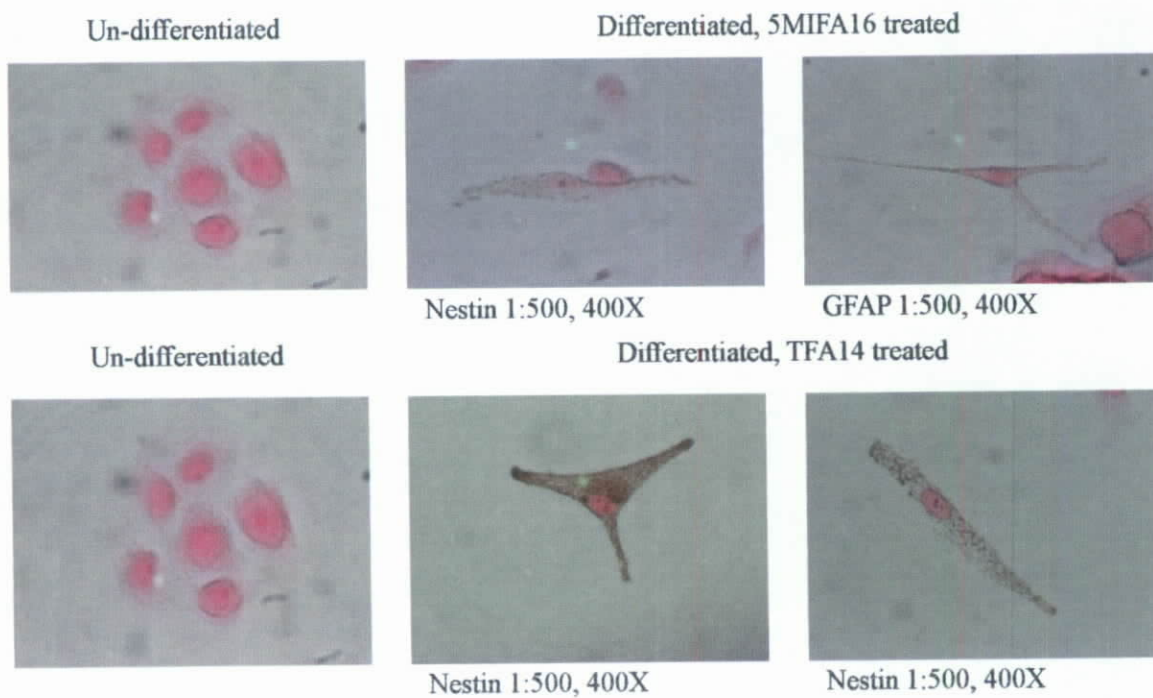 Un-differentiated
Differentiated, 5MIFA16 treated
Nestin 1:500, 400X
GFAP 1:500, 400X
Un-differentiated
Differentiated, TFA14 treated
Nestin 1:500, 400X
Nestin 1:500, 400X